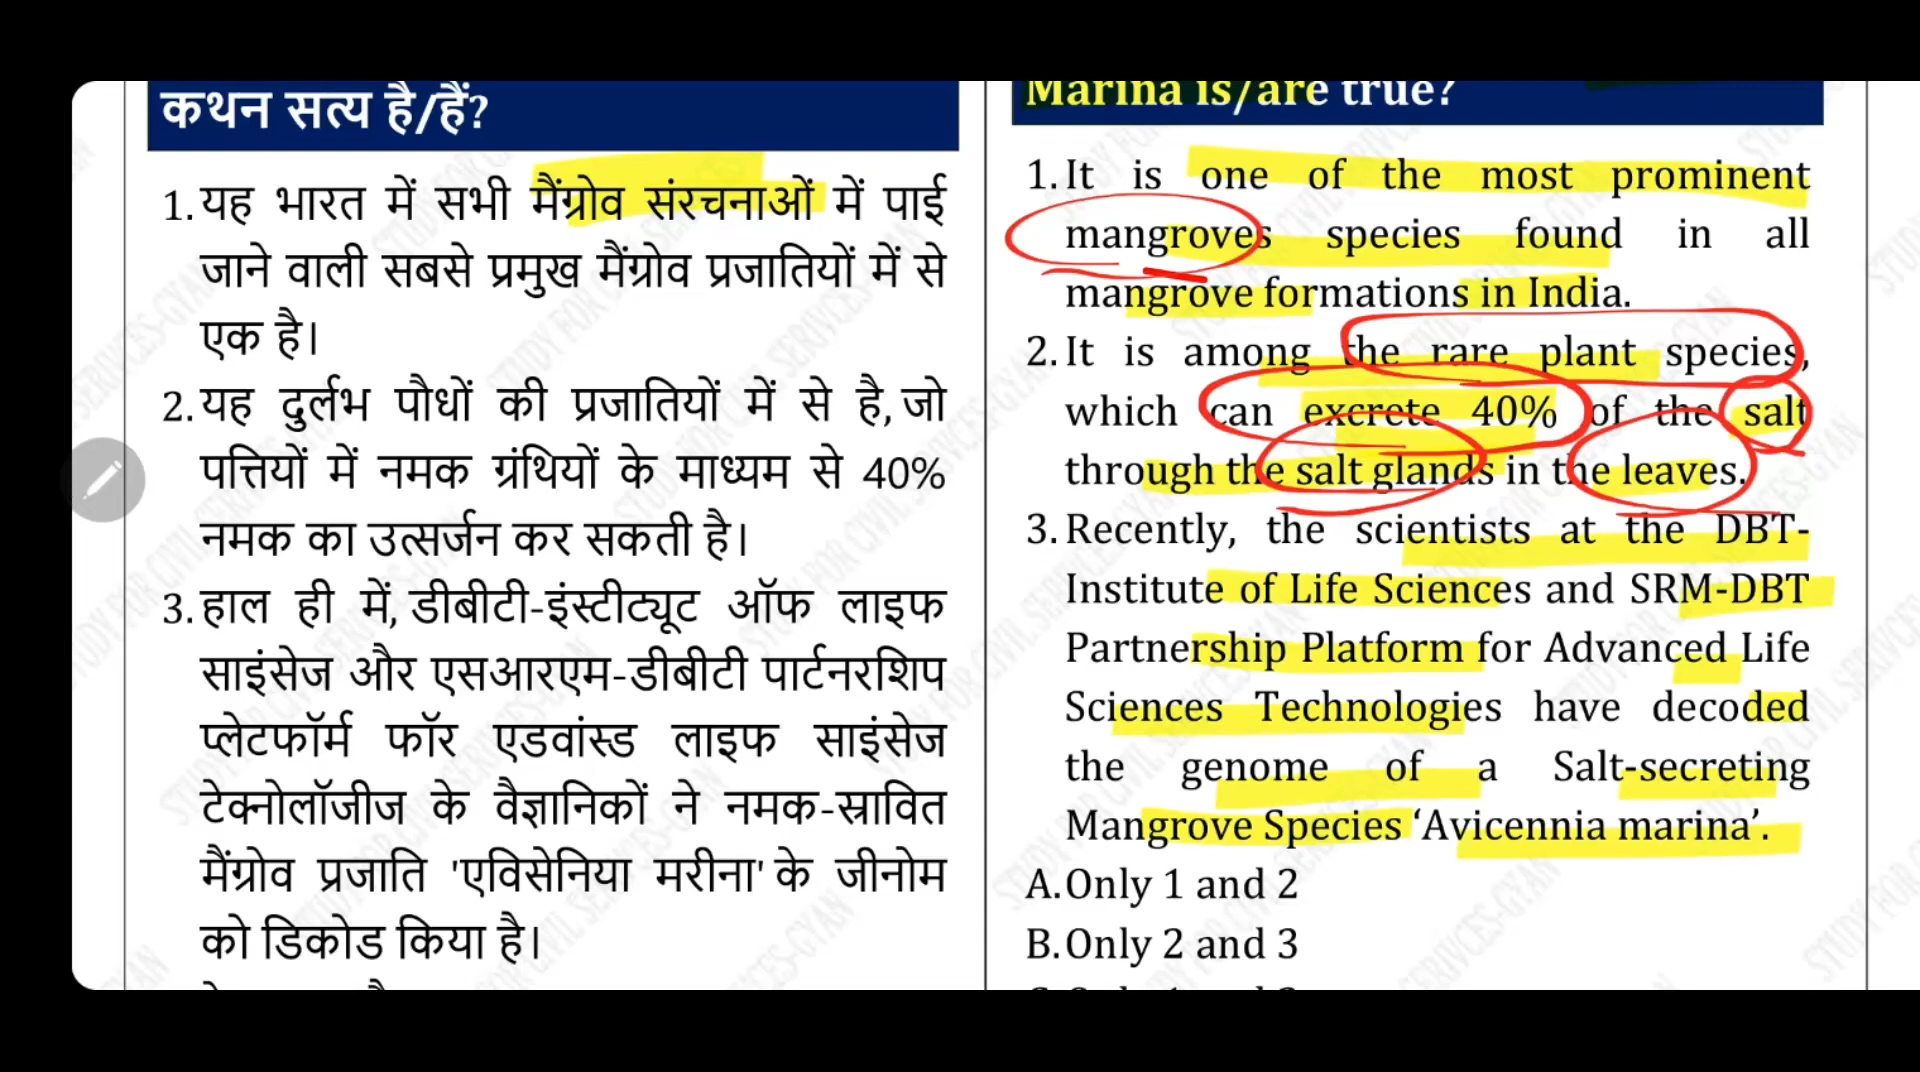 कथन सत्य है/हैं?
1. यह भारत में सभी मैंग्रोव संरचनाओं में पाई
जाने वाली सबसे प्रमुख मैंग्रोव प्रजातियों में से
एक है।
2. यह दुर्लभ पौधों की प्रजातियों में से है, जो
पत्तियों में नमक ग्रंथियों के माध्यम से 40%
नमक का उत्सर्जन कर सकती है।
3. हाल ही में, डीबीटी-इंस्टीट्यूट ऑफ लाइफ
साइंसेज और एसआरएम-डीबीटी पार्टनरशिप
प्लेटफॉर्म फॉर एडवांस्ड लाइफ साइंसेज
टेक्नोलॉजीज के वैज्ञानिकों ने नमक-स्रावित
मैंग्रोव प्रजाति 'एविसेनिया मरीना' के जीनोम
को डिकोड किया है।
Marina is/are true?
1. It is one of the most prominent
mangroves species found in all
mangrove formations in India.
2. It is among the rare plant species,
which can excrete 40% of the salt
through the salt glands in the leaves.
3. Recently, the scientists at the DBT-
Institute of Life Sciences and SRM-DBT
Partnership Platform for Advanced Life
Sciences Technologies have decoded
the genome of a Salt-secreting
Mangrove Species ‘Avicennia marina’.
A. Only 1 and 2
B. Only 2 and 3